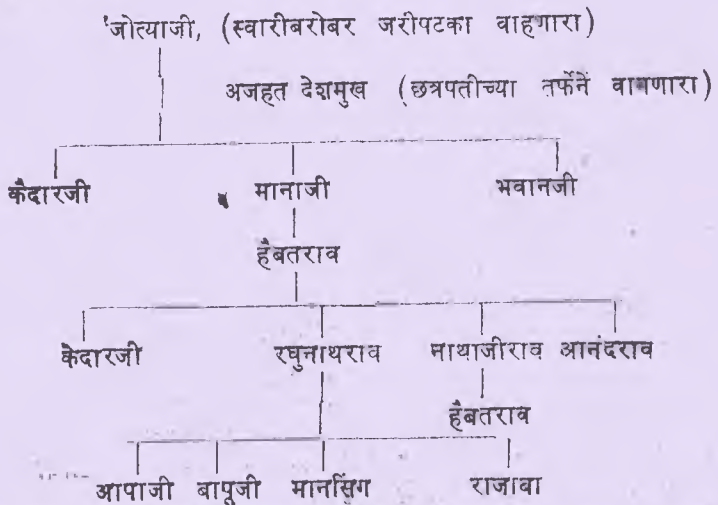 'जोत्याजी, (स्वारीबरोबर जरीपटका वाहणारा)
अजहत देशमुख (छत्रपतीच्या तर्फेनें वागणारा)
केदारजी मानाजी भवानजी
हैबतराव
केदारजी रघुनाथराव नाथाजीराव आनंदराव
हैबतराव
आपाजी बापूजी मानसिंग राजाबा